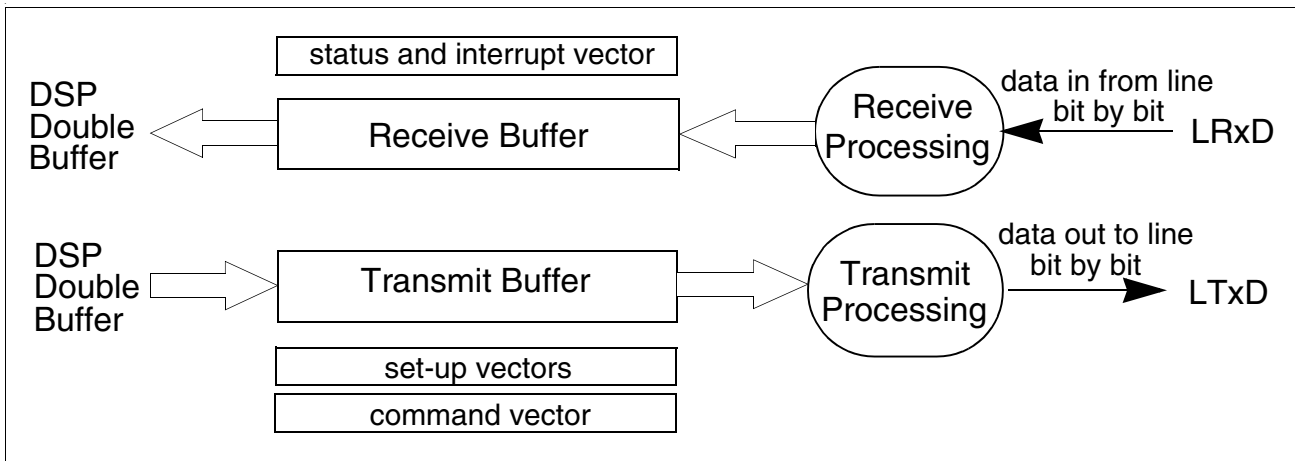 status and interrupt vector
DSP
Double
Buffer
Receive Buffer
Receive
Processing
data in from line
bit by bit
LRxD
DSP
Double
Buffer
Transmit Buffer
Transmit
Processing
data out to line
bit by bit
LTxD
set-up vectors
command vector